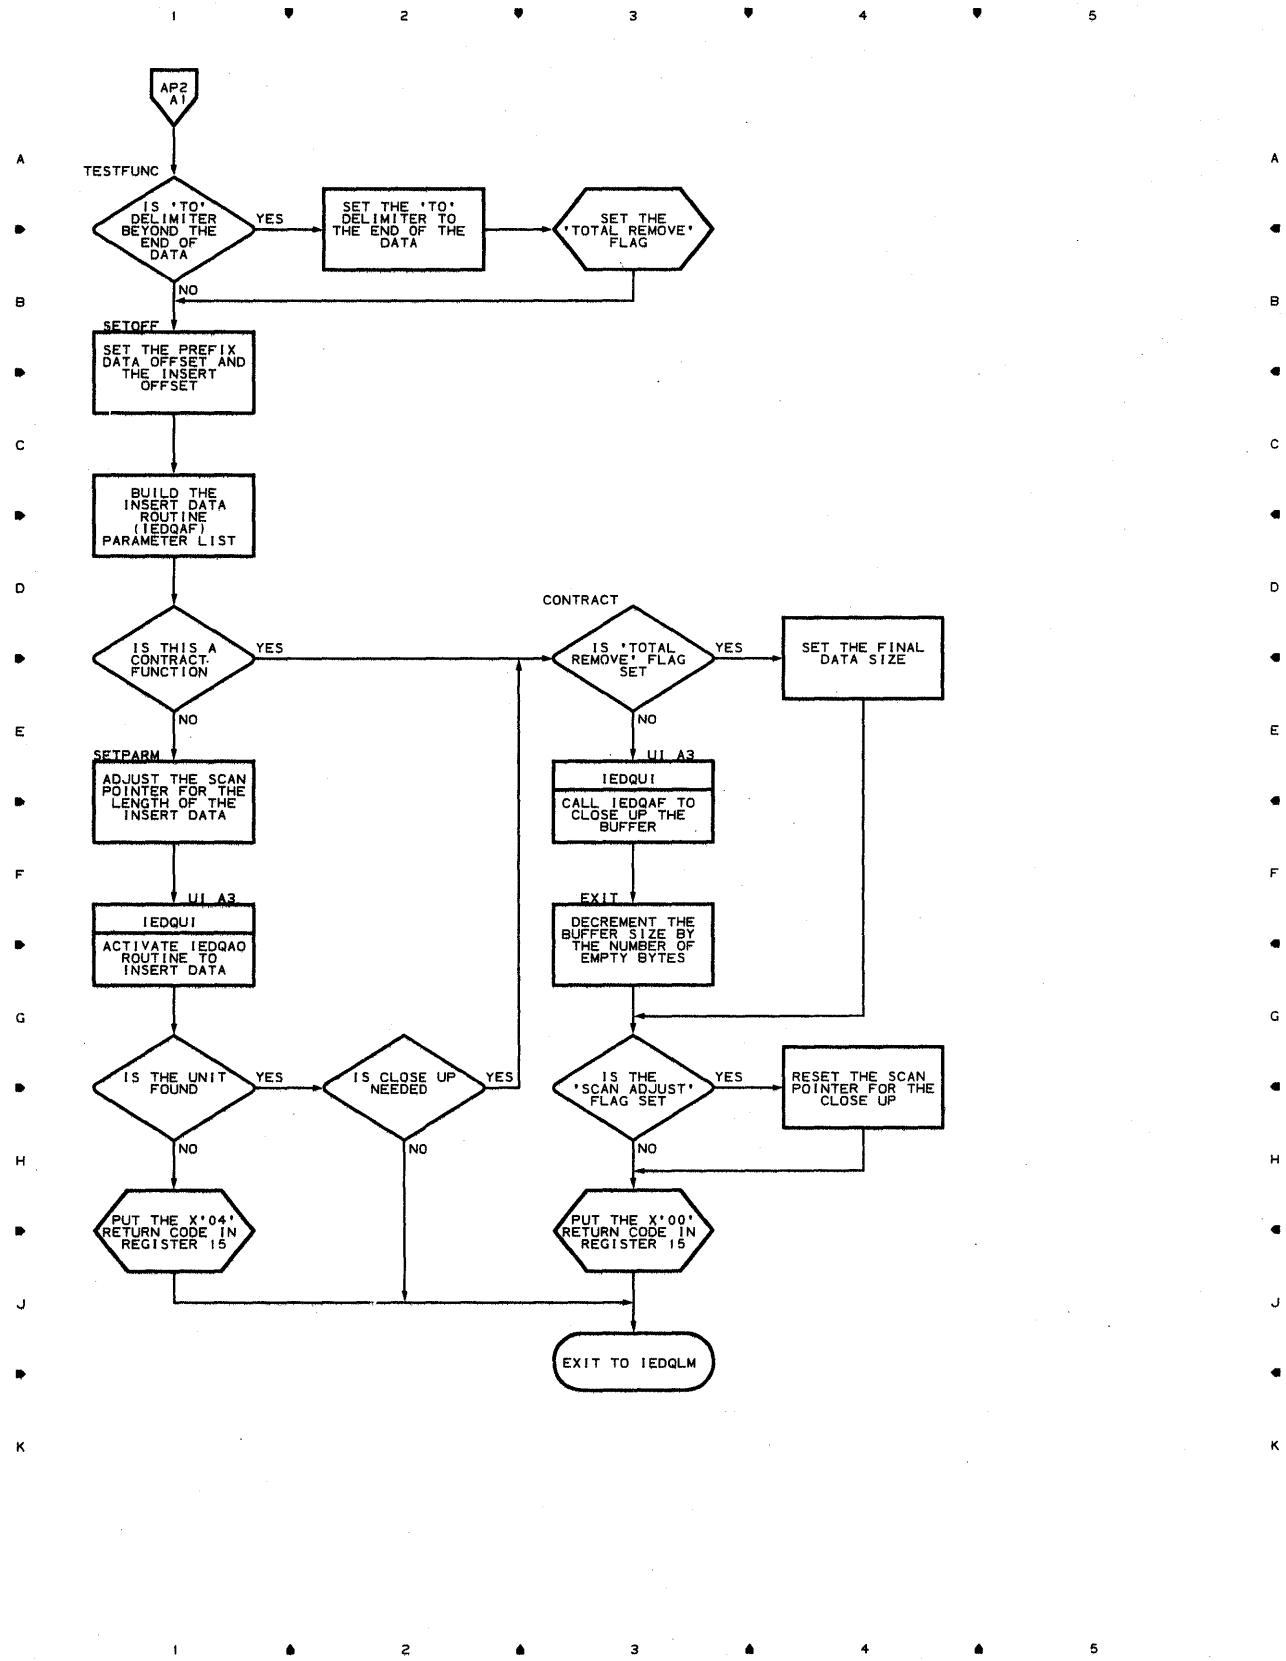 1 2 3 4 5
AP2
A1
A A
TESTFUNC
IS 'TO'
DELIMITER
BEYOND THE
END OF
DATA
YES
SET THE 'TO'
DELIMITER TO
THE END OF THE
DATA
SET THE
'TOTAL REMOVE'
FLAG
NO
B B
SETOFF
SET THE PREFIX
DATA OFFSET AND
THE INSERT
OFFSET
C C
BUILD THE
INSERT DATA
ROUTINE
(IEDQAF)
PARAMETER LIST
D D
CONTRACT
IS THIS A
CONTRACT
FUNCTION
YES
IS 'TOTAL
REMOVE' FLAG
SET
YES
SET THE FINAL
DATA SIZE
NO
NO
E E
SETPARM
ADJUST THE SCAN
POINTER FOR THE
LENGTH OF THE
INSERT DATA
UI A3
IEDQUI
CALL IEDQAF TO
CLOSE UP THE
BUFFER
F F
UI A3
IEDQUI
ACTIVATE IEDQAO
ROUTINE TO
INSERT DATA
EXIT
DECREMENT THE
BUFFER SIZE BY
THE NUMBER OF
EMPTY BYTES
G G
IS THE UNIT
FOUND
YES
IS CLOSE UP
NEEDED
YES
IS THE
'SCAN ADJUST'
FLAG SET
YES
RESET THE SCAN
POINTER FOR THE
CLOSE UP
NO
NO
NO
H H
PUT THE X'04'
RETURN CODE IN
REGISTER 15
PUT THE X'00'
RETURN CODE IN
REGISTER 15
J J
EXIT TO IEDQLM
K K
1 2 3 4 5